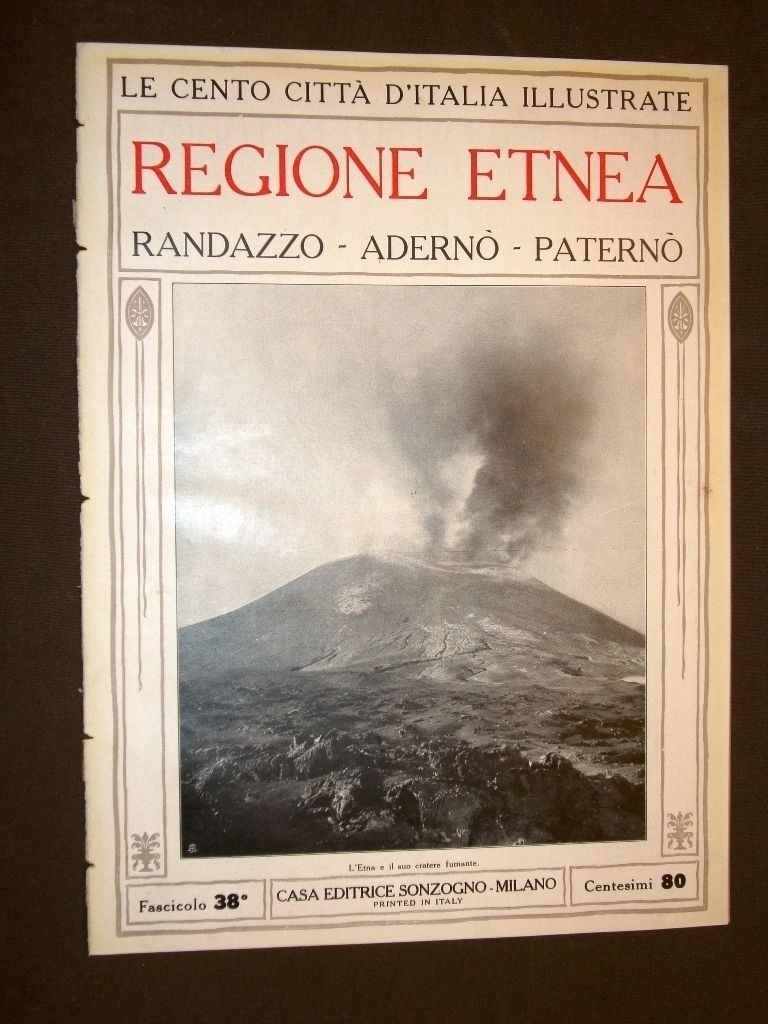 LE CENTO CITTÀ D'ITALIA ILLUSTRATE
REGIONE ETNEA
RANDAZZO - ADERNÒ - PATERNÒ
L'Etna e il suo cratere fumante.
Fascicolo 38°
CASA EDITRICE SONZOGNO - MILANO
PRINTED IN ITALY
Centesimi 80